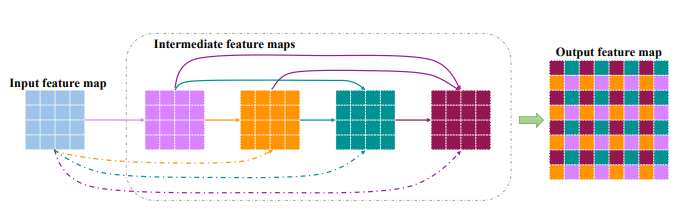 Intermediate feature maps
Output feature map
Input feature map